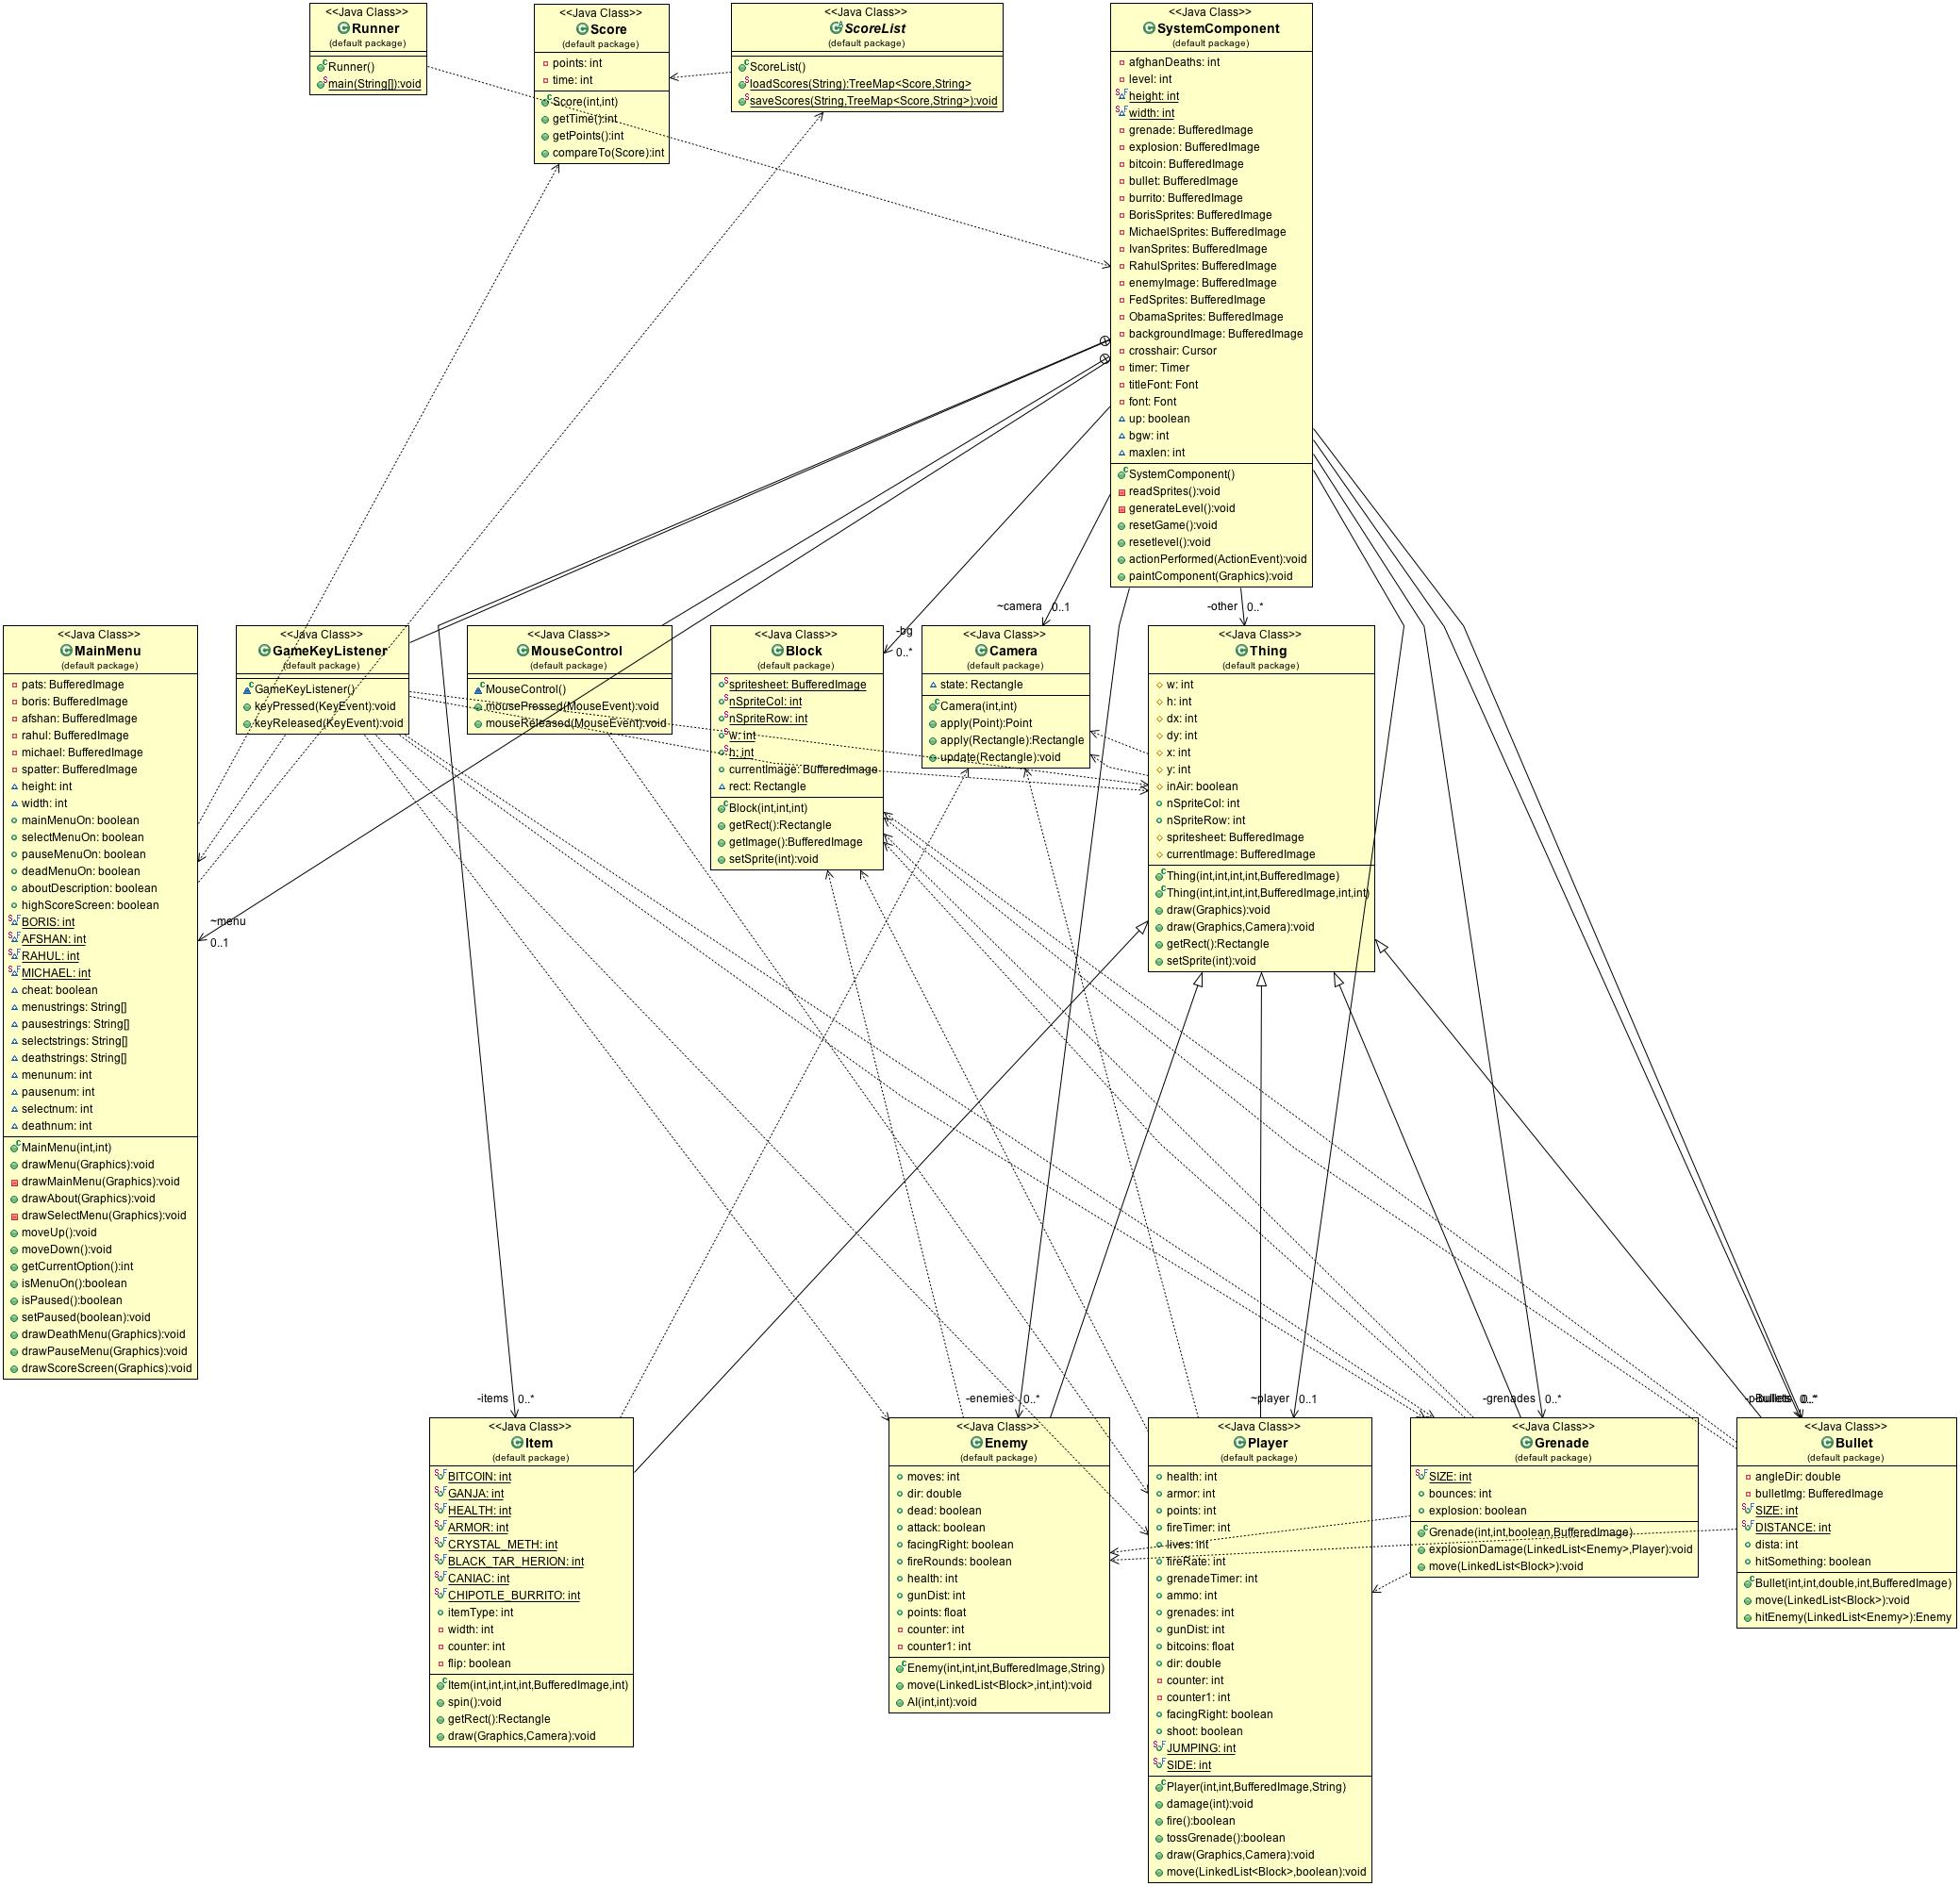 <<Java Class>>
Runner
(default package)
Runner()
main(String[]):void
<<Java Class>>
Score
(default package)
points: int
time: int
Score(int,int)
getTime():int
getPoints():int
compareTo(Score):int
<<Java Class>>
ScoreList
(default package)
ScoreList()
loadScores(String):TreeMap<Score,String>
saveScores(String,TreeMap<Score,String>):void
<<Java Class>>
SystemComponent
(default package)
afghanDeaths: int
level: int
height: int
width: int
grenade: BufferedImage
explosion: BufferedImage
bitcoin: BufferedImage
bullet: BufferedImage
burrito: BufferedImage
BorisSprites: BufferedImage
MichaelSprites: BufferedImage
IvanSprites: BufferedImage
RahulSprites: BufferedImage
enemyImage: BufferedImage
FedSprites: BufferedImage
ObamaSprites: BufferedImage
backgroundImage: BufferedImage
crosshair: Cursor
timer: Timer
titleFont: Font
font: Font
up: boolean
bgw: int
maxlen: int
SystemComponent()
readSprites():void
generateLevel():void
resetGame():void
resetlevel():void
actionPerformed(ActionEvent):void
paintComponent(Graphics):void
~camera 0..1
-other 0..*
-bg
0..*
<<Java Class>>
MainMenu
(default package)
pats: BufferedImage
boris: BufferedImage
afshan: BufferedImage
rahul: BufferedImage
michael: BufferedImage
spatter: BufferedImage
height: int
width: int
mainMenuOn: boolean
selectMenuOn: boolean
pauseMenuOn: boolean
deadMenuOn: boolean
aboutDescription: boolean
highScoreScreen: boolean
BORIS: int
AFSHAN: int
RAHUL: int
MICHAEL: int
cheat: boolean
menustrings: String[]
pausestrings: String[]
selectstrings: String[]
deathstrings: String[]
menunum: int
pausenum: int
selectnum: int
deathnum: int
MainMenu(int,int)
drawMenu(Graphics):void
drawMainMenu(Graphics):void
drawAbout(Graphics):void
drawSelectMenu(Graphics):void
moveUp():void
moveDown():void
getCurrentOption():int
isMenuOn():boolean
isPaused():boolean
setPaused(boolean):void
drawDeathMenu(Graphics):void
drawPauseMenu(Graphics):void
drawScoreScreen(Graphics):void
~menu
0..1
<<Java Class>>
GameKeyListener
(default package)
GameKeyListener()
keyPressed(KeyEvent):void
keyReleased(KeyEvent):void
<<Java Class>>
MouseControl
(default package)
MouseControl()
mousePressed(MouseEvent):void
mouseReleased(MouseEvent):void
<<Java Class>>
Block
(default package)
spritesheet: BufferedImage
nSpriteCol: int
nSpriteRow: int
w: int
h: int
currentImage: BufferedImage
rect: Rectangle
Block(int,int,int)
getRect():Rectangle
getImage():BufferedImage
setSprite(int):void
<<Java Class>>
Camera
(default package)
state: Rectangle
Camera(int,int)
apply(Point):Point
apply(Rectangle):Rectangle
update(Rectangle):void
<<Java Class>>
Thing
(default package)
w: int
h: int
dx: int
dy: int
x: int
y: int
inAir: boolean
nSpriteCol: int
nSpriteRow: int
spritesheet: BufferedImage
currentImage: BufferedImage
Thing(int,int,int,int,BufferedImage)
Thing(int,int,int,int,BufferedImage,int,int)
draw(Graphics):void
draw(Graphics,Camera):void
getRect():Rectangle
setSprite(int):void
-items 0..*
-enemies 0..*
~player 0..1
-grenades 0..*
0..*
<<Java Class>>
Item
(default package)
BITCOIN: int
GANJA: int
HEALTH: int
ARMOR: int
CRYSTAL_METH: int
BLACK_TAR_HERION: int
CANIAC: int
CHIPOTLE_BURRITO: int
itemType: int
width: int
counter: int
flip: boolean
Item(int,int,int,int,BufferedImage,int)
spin():void
getRect():Rectangle
draw(Graphics,Camera):void
<<Java Class>>
Enemy
(default package)
moves: int
dir: double
dead: boolean
attack: boolean
facingRight: boolean
fireRounds: boolean
health: int
gunDist: int
points: float
counter: int
counter1: int
Enemy(int,int,int,BufferedImage,String)
move(LinkedList<Block>,int,int):void
AI(int,int):void
<<Java Class>>
Player
(default package)
health: int
armor: int
points: int
fireTimer: int
lives: int
fireRate: int
grenadeTimer: int
ammo: int
grenades: int
gunDist: int
bitcoins: float
dir: double
counter: int
counter1: int
facingRight: boolean
shoot: boolean
JUMPING: int
SIDE: int
Player(int,int,BufferedImage,String)
damage(int):void
fire():boolean
tossGrenade():boolean
draw(Graphics,Camera):void
move(LinkedList<Block>,boolean):void
<<Java Class>>
Grenade
(default package)
SIZE: int
bounces: int
explosion: boolean
Grenade(int,int,boolean,BufferedImage)
explosionDamage(LinkedList<Enemy>,Player):void
move(LinkedList<Block>):void
<<Java Class>>
Bullet
(default package)
angleDir: double
bulletImg: BufferedImage
SIZE: int
DISTANCE: int
dista: int
hitSomething: boolean
Bullet(int,int,double,int,BufferedImage)
move(LinkedList<Block>):void
hitEnemy(LinkedList<Enemy>):Enemy